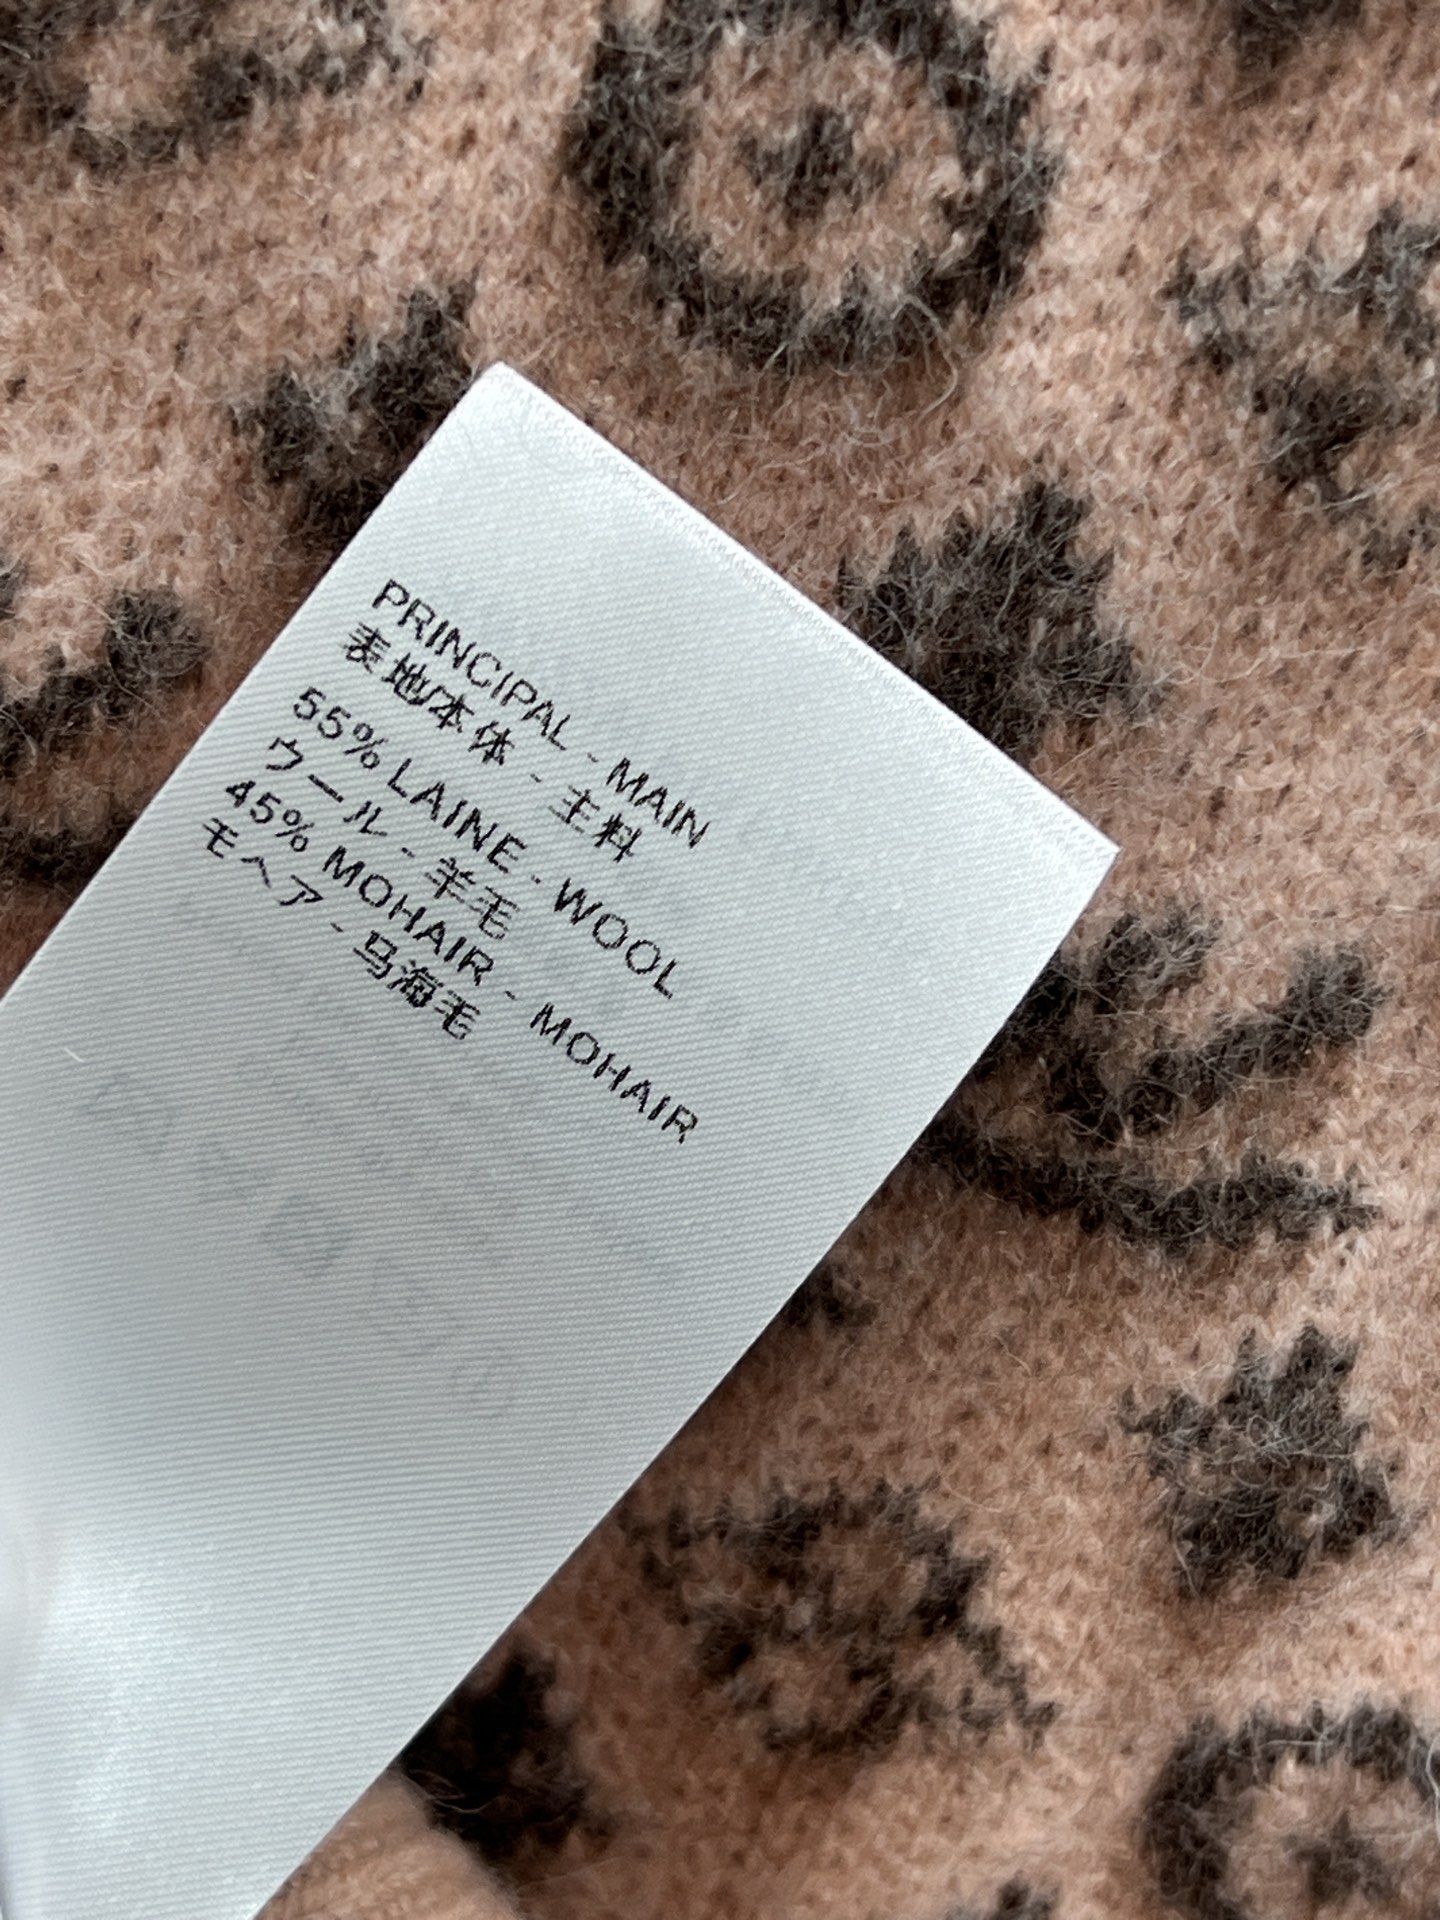 PRINCIPAL - MAIN
表地/本体 - 主料
55% LAINE - WOOL
ウール - 羊毛
45% MOHAIR - MOHAIR
モヘア - 马海毛